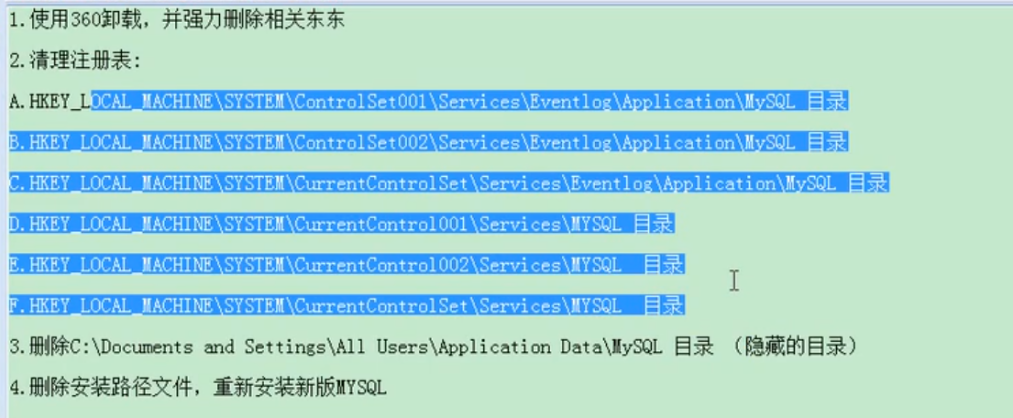 1.使用360卸载，并强力删除相关东东
2.清理注册表:
A.HKEY_LOCAL_MACHINE\SYSTEM\ControlSet001\Services\Eventlog\Application\MySQL 目录
B.HKEY_LOCAL_MACHINE\SYSTEM\ControlSet002\Services\Eventlog\Application\MySQL 目录
C.HKEY_LOCAL_MACHINE\SYSTEM\CurrentControlSet\Services\Eventlog\Application\MySQL 目录
D.HKEY_LOCAL_MACHINE\SYSTEM\CurrentControl001\Services\MYSQL 目录
E.HKEY_LOCAL_MACHINE\SYSTEM\CurrentControl002\Services\MYSQL  目录
F.HKEY_LOCAL_MACHINE\SYSTEM\CurrentControlSet\Services\MYSQL  目录
3.删除C:\Documents and Settings\All Users\Application Data\MySQL 目录 （隐藏的目录）
4.删除安装路径文件，重新安装新版MYSQL